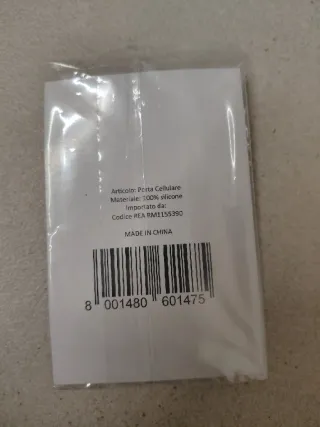 Articolo: Porta Cellulare
Materiale: 100% silicone
Importato da:
Codice REA RM1155390
MADE IN CHINA
8 001480 601475